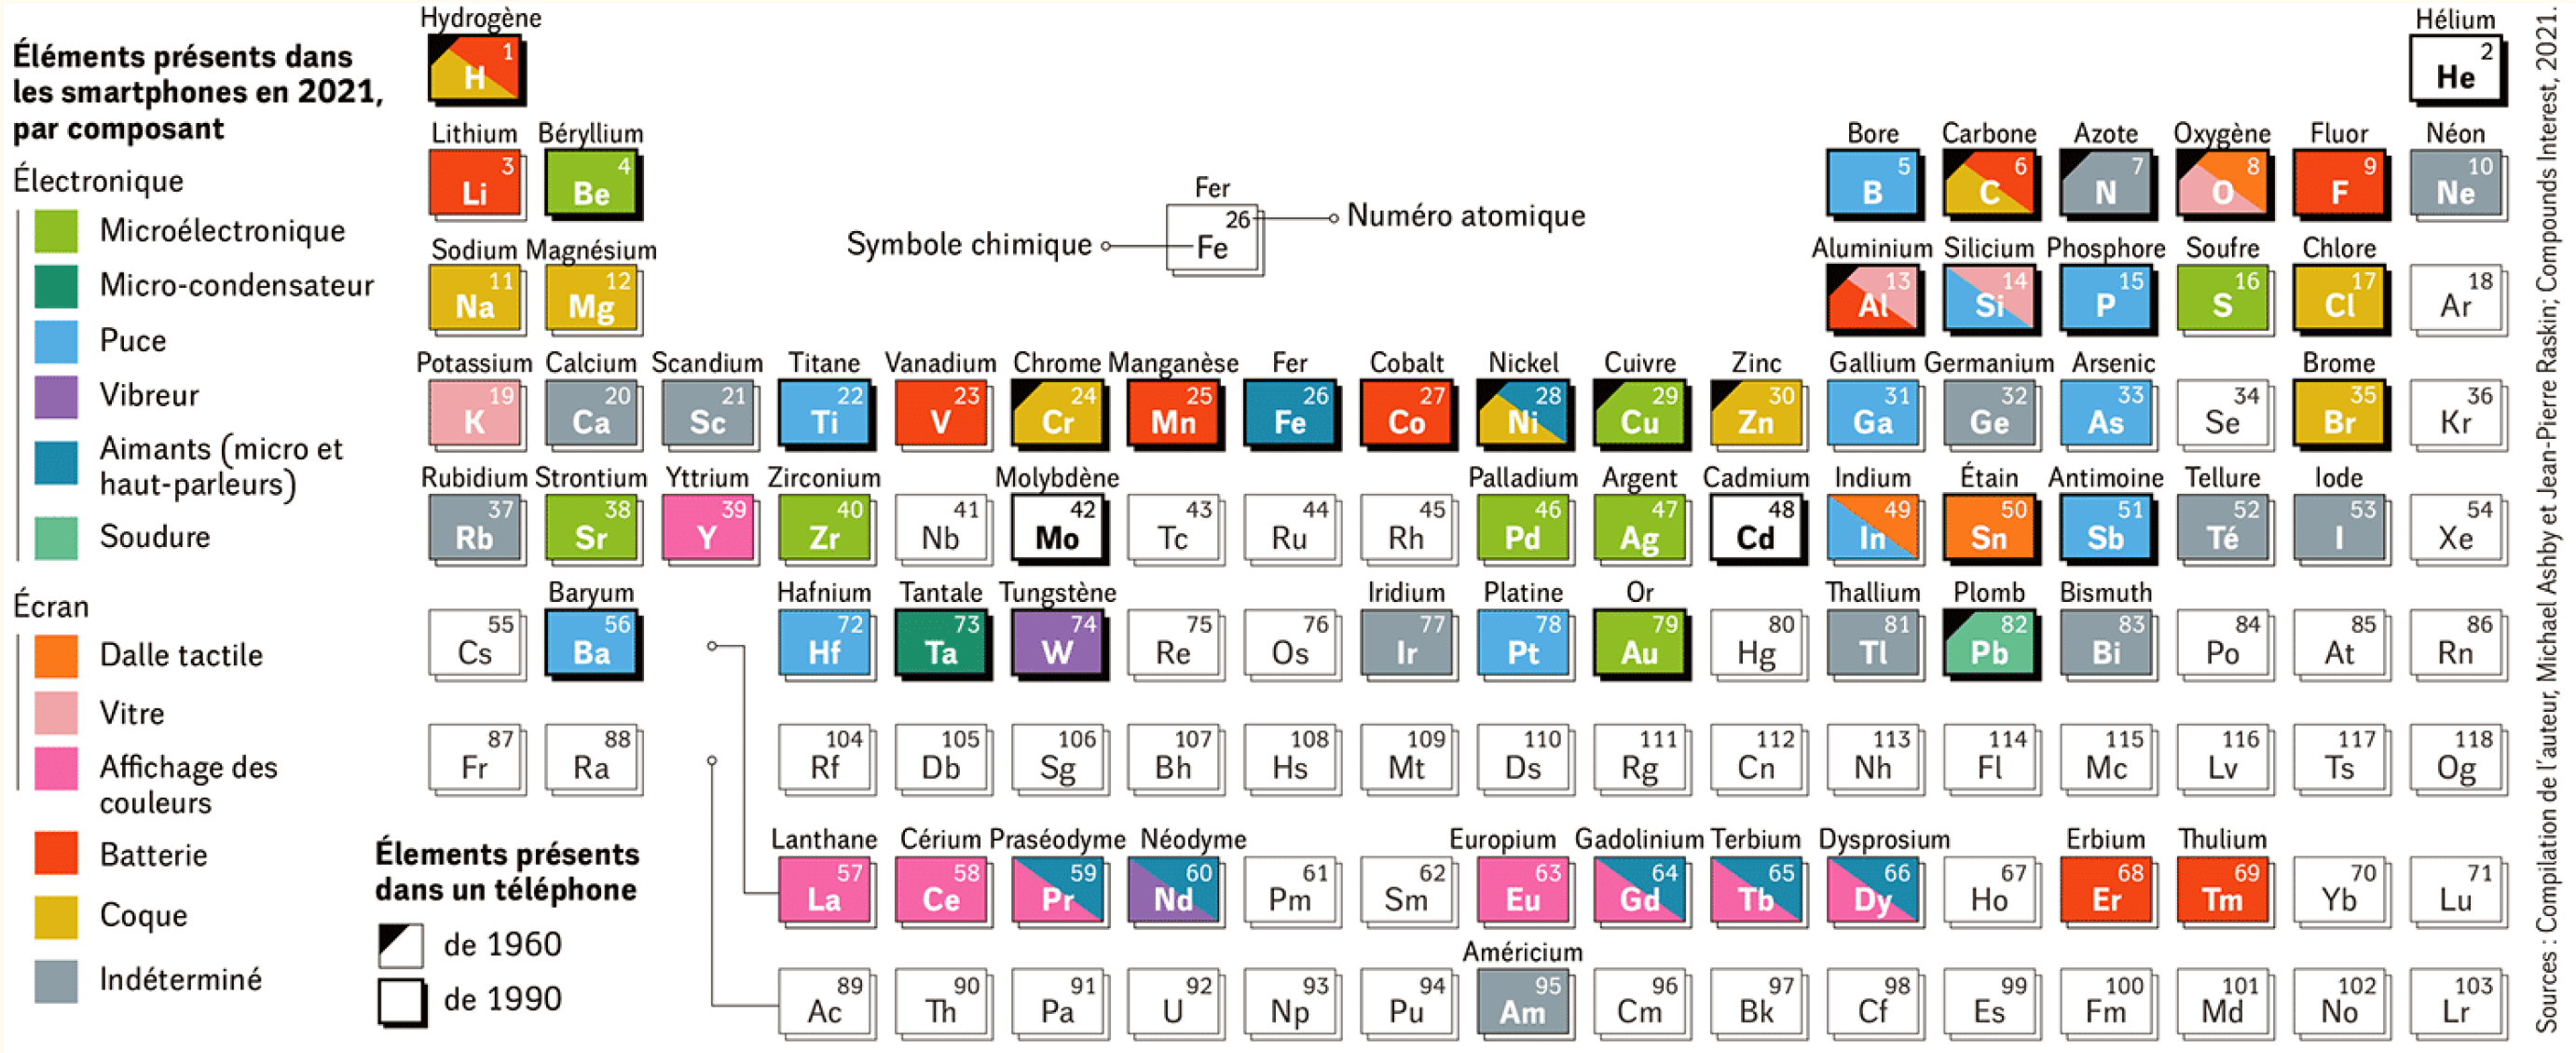 Éléments présents dans
les smartphones en 2021,
par composant
Électronique
Microélectronique
Micro-condensateur
Puce
Vibreur
Aimants (micro et
haut-parleurs)
Soudure
Écran
Dalle tactile
Vitre
Affichage des
couleurs
Batterie
Coque
Indéterminé
Élements présents
dans un téléphone
de 1960
de 1990
Fer
26
Fe
Numéro atomique
Symbole chimique
Hydrogène Hélium
1 2
H He
Lithium Béryllium Bore Carbone Azote Oxygène Fluor Néon
3 4 5 6 7 8 9 10
Li Be B C N O F Ne
Sodium Magnésium Aluminium Silicium Phosphore Soufre Chlore
11 12 13 14 15 16 17 18
Na Mg Al Si P S Cl Ar
Potassium Calcium Scandium Titane Vanadium Chrome Manganèse Fer Cobalt Nickel Cuivre Zinc Gallium Germanium Arsenic Brome
19 20 21 22 23 24 25 26 27 28 29 30 31 32 33 34 35 36
K Ca Sc Ti V Cr Mn Fe Co Ni Cu Zn Ga Ge As Se Br Kr
Rubidium Strontium Yttrium Zirconium Molybdène Palladium Argent Cadmium Indium Étain Antimoine Tellure Iode
37 38 39 40 41 42 43 44 45 46 47 48 49 50 51 52 53 54
Rb Sr Y Zr Nb Mo Tc Ru Rh Pd Ag Cd In Sn Sb Té I Xe
Baryum Hafnium Tantale Tungstène Iridium Platine Or Thallium Plomb Bismuth
55 56 72 73 74 75 76 77 78 79 80 81 82 83 84 85 86
Cs Ba Hf Ta W Re Os Ir Pt Au Hg Tl Pb Bi Po At Rn
87 88 104 105 106 107 108 109 110 111 112 113 114 115 116 117 118
Fr Ra Rf Db Sg Bh Hs Mt Ds Rg Cn Nh Fl Mc Lv Ts Og
Lanthane Cérium Praséodyme Néodyme Europium Gadolinium Terbium Dysprosium Erbium Thulium
57 58 59 60 61 62 63 64 65 66 67 68 69 70 71
La Ce Pr Nd Pm Sm Eu Gd Tb Dy Ho Er Tm Yb Lu
Américium
89 90 91 92 93 94 95 96 97 98 99 100 101 102 103
Ac Th Pa U Np Pu Am Cm Bk Cf Es Fm Md No Lr
Sources : Compilation de l'auteur, Michael Ashby et Jean-Pierre Raskin; Compounds Interest, 2021.